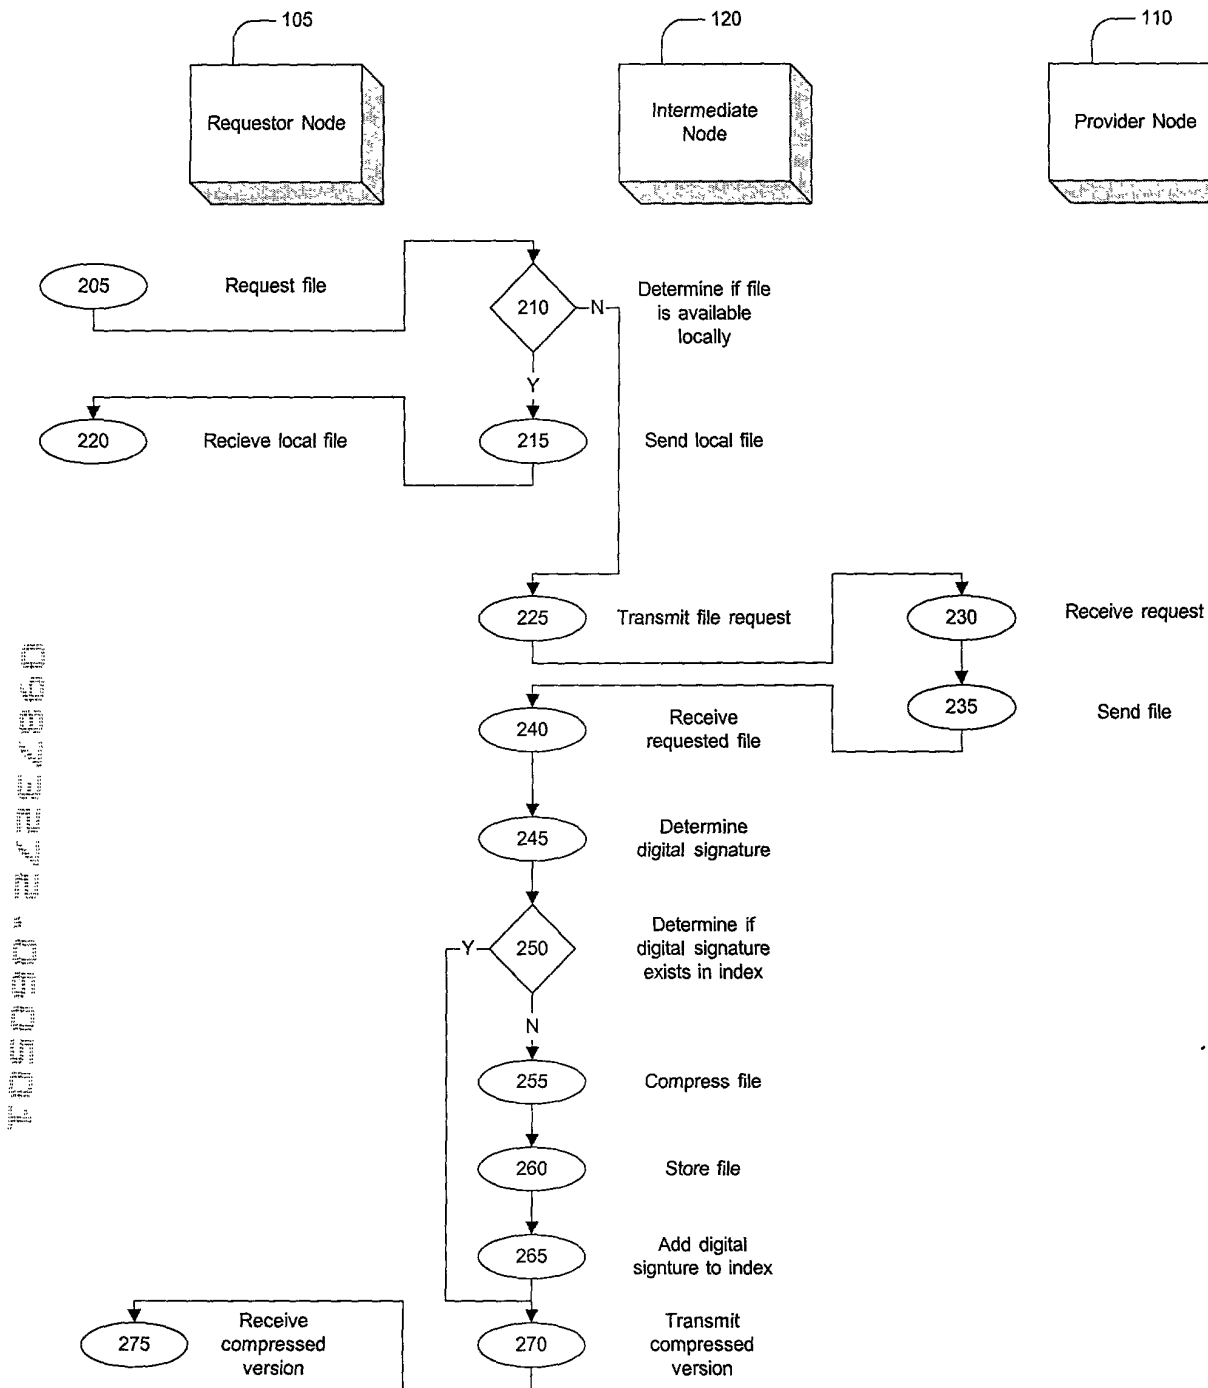 105
120
110
Requestor Node
Intermediate
Node
Provider Node
205
Request file
210
N
Determine if file
is available
locally
Y
220
Recieve local file
215
Send local file
225
Transmit file request
230
Receive request
240
Receive
requested file
235
Send file
245
Determine
digital signature
Y
250
Determine if
digital signature
exists in index
N
255
Compress file
260
Store file
265
Add digital
signture to index
275
Receive
compressed
version
270
Transmit
compressed
version